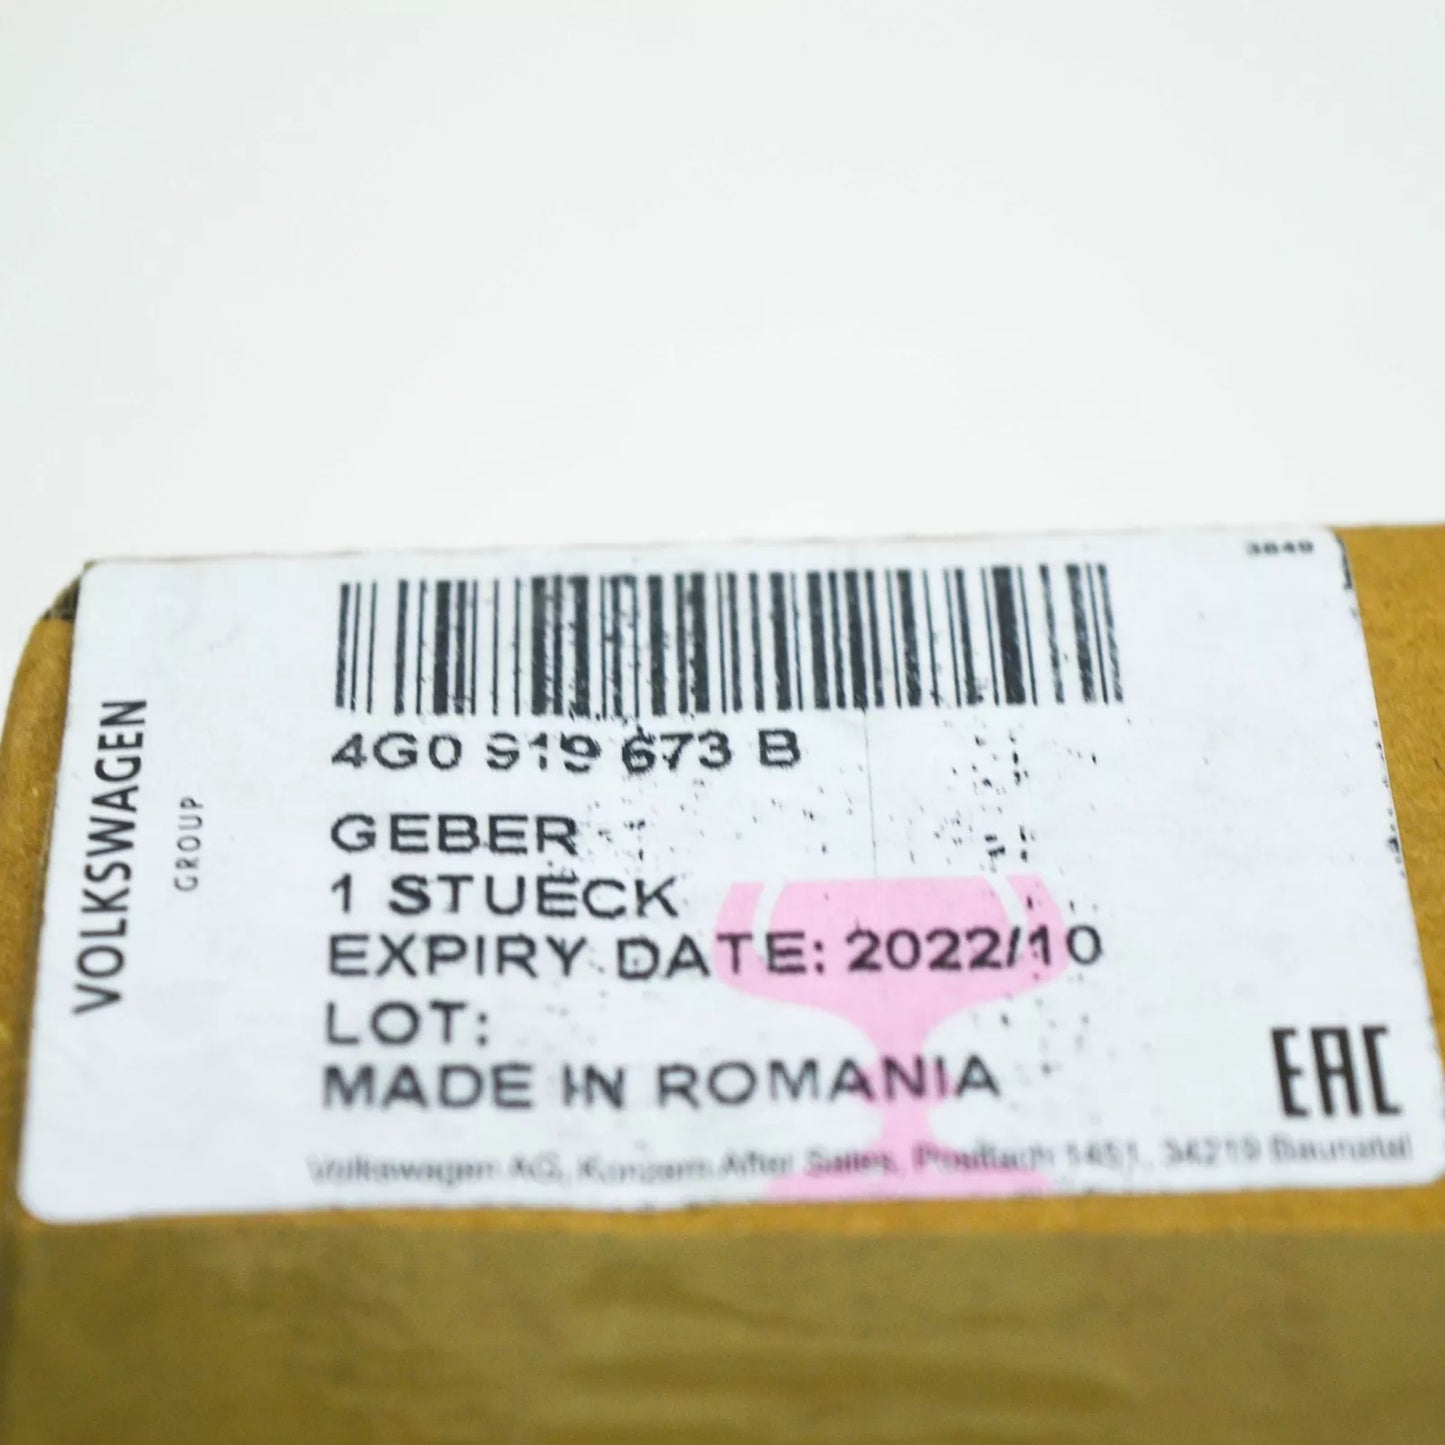 3849
4G0 919 673 B
GEBER
1 STUECK
EXPIRY DATE: 2022/10
LOT:
MADE IN ROMANIA
Volkswagen AG, Konzern After Sales, Postfach 1451, 34219 Baunatal
EAC
VOLKSWAGEN
GROUP